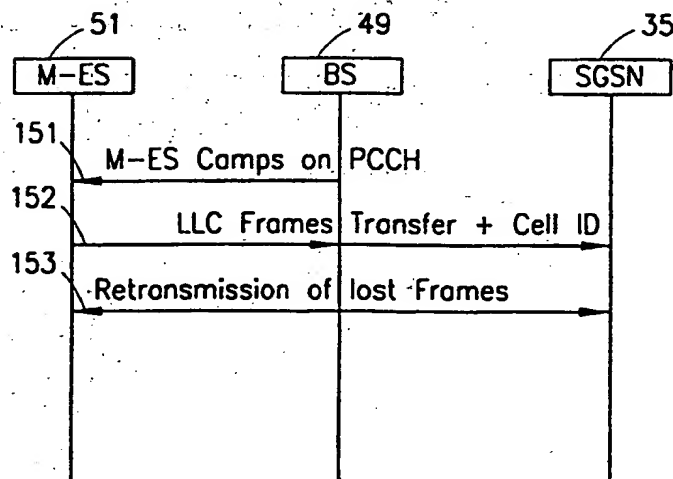 51 49 35
M-ES BS SGSN
151
M-ES Camps on PCCH
152
LLC Frames Transfer + Cell ID
153
Retransmission of lost Frames